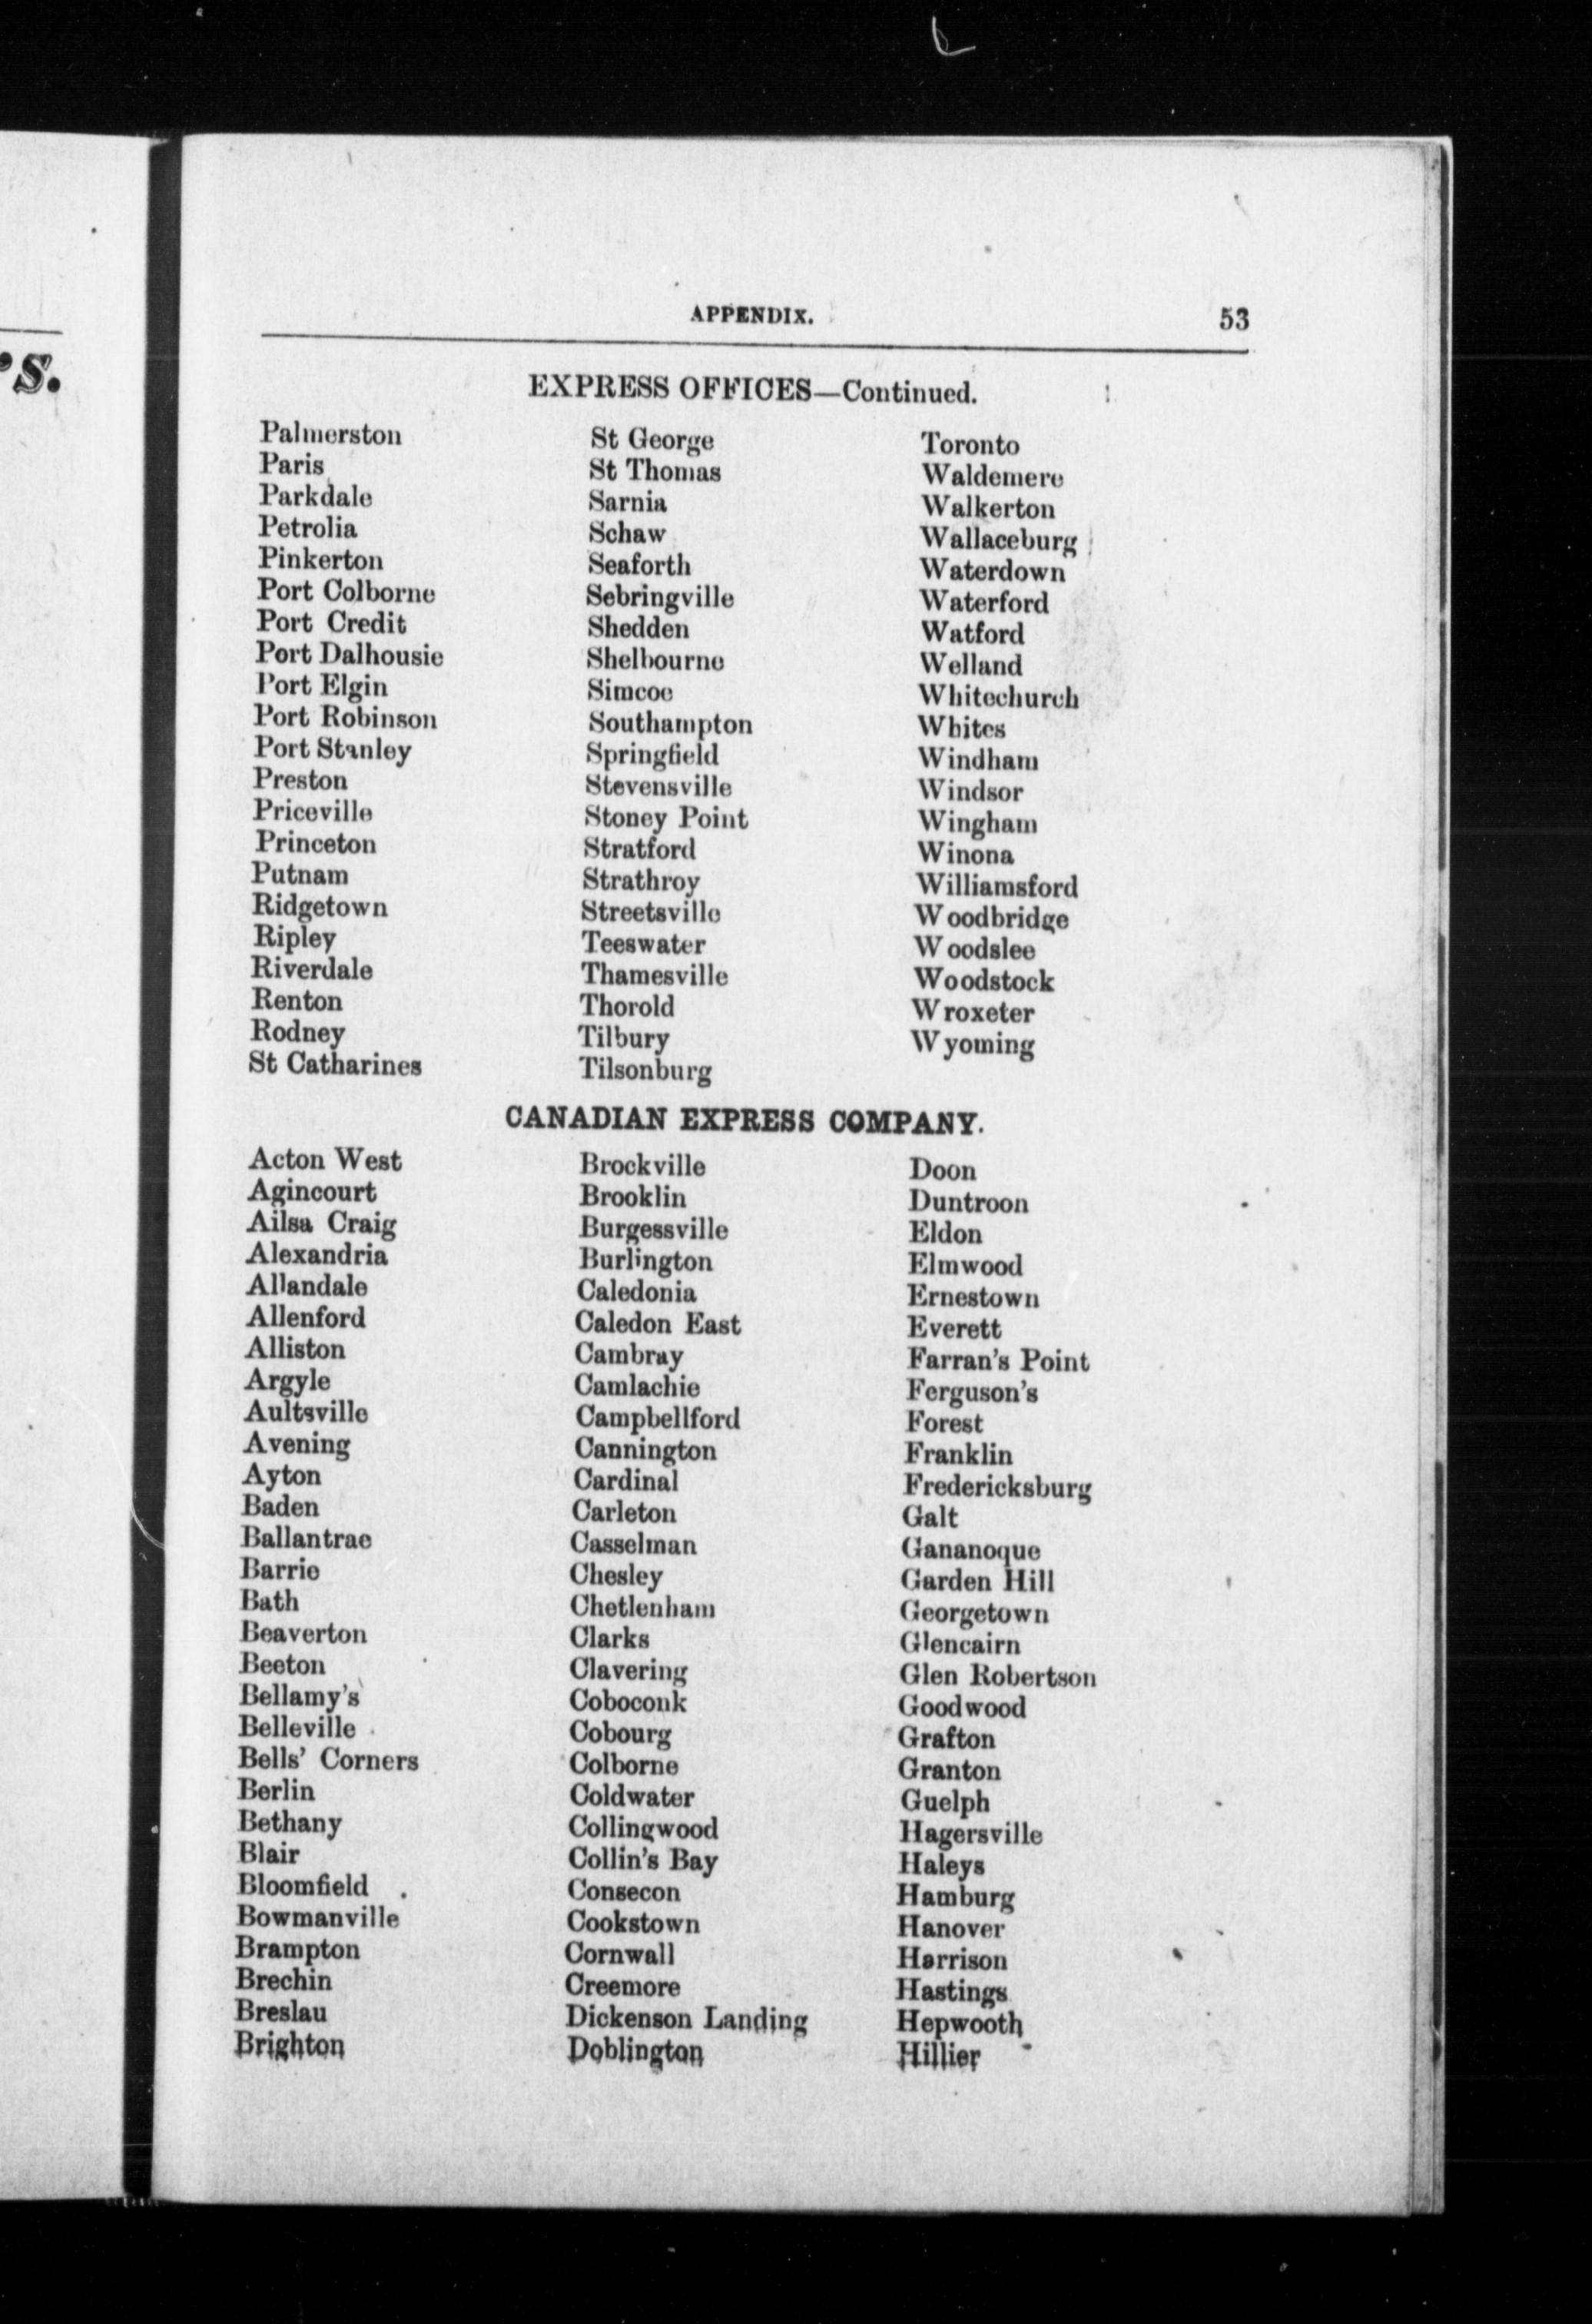 's.
APPENDIX. 53
EXPRESS OFFICES—Continued.
Palmerston
Paris
Parkdale
Petrolia
Pinkerton
Port Colborne
Port Credit
Port Dalhousie
Port Elgin
Port Robinson
Port Stanley
Preston
Priceville
Princeton
Putnam
Ridgetown
Ripley
Riverdale
Renton
Rodney
St Catharines
St George
St Thomas
Sarnia
Schaw
Seaforth
Sebringville
Shedden
Shelbourne
Simcoe
Southampton
Springfield
Stevensville
Stoney Point
Stratford
Strathroy
Streetsville
Teeswater
Thamesville
Thorold
Tilbury
Tilsonburg
Toronto
Waldemere
Walkerton
Wallaceburg
Waterdown
Waterford
Watford
Welland
Whitechurch
Whites
Windham
Windsor
Wingham
Winona
Williamsford
Woodbridge
Woodslee
Woodstock
Wroxeter
Wyoming
CANADIAN EXPRESS COMPANY.
Acton West
Agincourt
Ailsa Craig
Alexandria
Allandale
Allenford
Alliston
Argyle
Aultsville
Avening
Ayton
Baden
Ballantrae
Barrie
Bath
Beaverton
Beeton
Bellamy's
Belleville
Bells' Corners
Berlin
Bethany
Blair
Bloomfield
Bowmanville
Brampton
Brechin
Breslau
Brighton
Brockville
Brooklin
Burgessville
Burlington
Caledonia
Caledon East
Cambray
Camlachie
Campbellford
Cannington
Cardinal
Carleton
Casselman
Chesley
Chetlenham
Clarks
Clavering
Coboconk
Cobourg
Colborne
Coldwater
Collingwood
Collin's Bay
Consecon
Cookstown
Cornwall
Creemore
Dickenson Landing
Doblington
Doon
Duntroon
Eldon
Elmwood
Ernestown
Everett
Farran's Point
Ferguson's
Forest
Franklin
Fredericksburg
Galt
Gananoque
Garden Hill
Georgetown
Glencairn
Glen Robertson
Goodwood
Grafton
Granton
Guelph
Hagersville
Haleys
Hamburg
Hanover
Harrison
Hastings
Hepwooth
Hillier